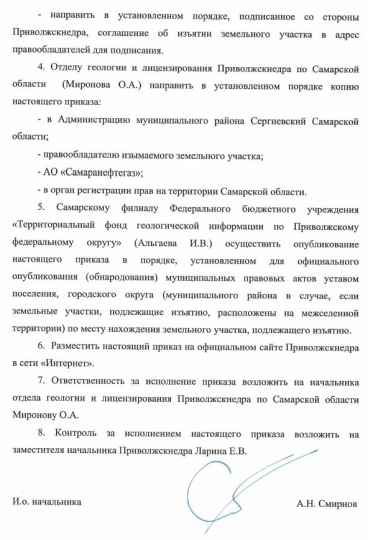 - направить в установленном порядке, подписанное со стороны
Приволжскнедра, соглашение об изъятии земельного участка в адрес
правообладателей для подписания.
4. Отделу геологии и лицензирования Приволжскнедра по Самарской
области (Миронова О.А.) направить в установленном порядке копию
настоящего приказа:
- в Администрацию муниципального района Сергиевский Самарской
области;
- правообладателю изымаемого земельного участка;
- АО «Самаранефтегаз»;
- в орган регистрации прав на территории Самарской области.
5. Самарскому филиалу Федерального бюджетного учреждения
«Территориальный фонд геологической информации по Приволжскому
федеральному округу» (Альгаева И.В.) осуществить опубликование
настоящего приказа в порядке, установленном для официального
опубликования (обнародования) муниципальных правовых актов уставом
поселения, городского округа (муниципального района в случае, если
земельные участки, подлежащие изъятию, расположены на межселенной
территории) по месту нахождения земельного участка, подлежащего изъятию.
6. Разместить настоящий приказ на официальном сайте Приволжскнедра
в сети «Интернет».
7. Ответственность за исполнение приказа возложить на начальника
отдела геологии и лицензирования Приволжскнедра по Самарской области
Миронову О.А.
8. Контроль за исполнением настоящего приказа возложить на
заместителя начальника Приволжскнедра Ларина Е.В.
И.о. начальника А.Н. Смирнов